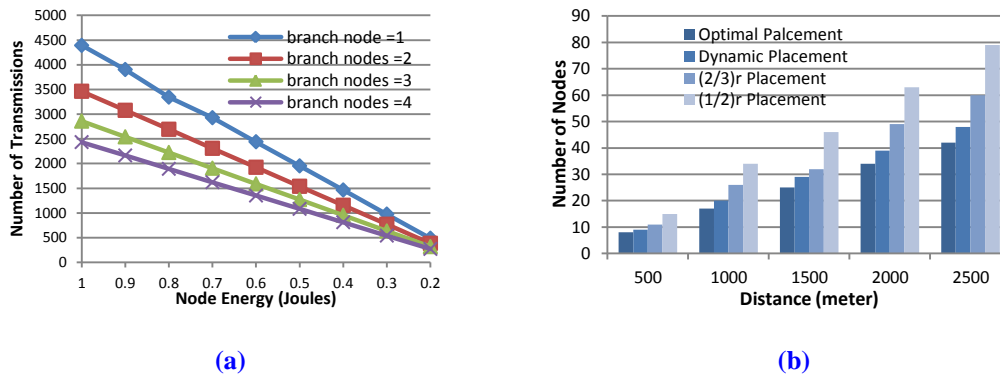 Number of Transmissions
5000
4500
4000
3500
3000
2500
2000
1500
1000
500
0
branch node =1
branch nodes =2
branch nodes =3
branch nodes =4
1 0.9 0.8 0.7 0.6 0.5 0.4 0.3 0.2
Node Energy (Joules)
(a)
Number of Nodes
90
80
70
60
50
40
30
20
10
0
Optimal Palcement
Dynamic Placement
(2/3)r Placement
(1/2)r Placement
500 1000 1500 2000 2500
Distance (meter)
(b)